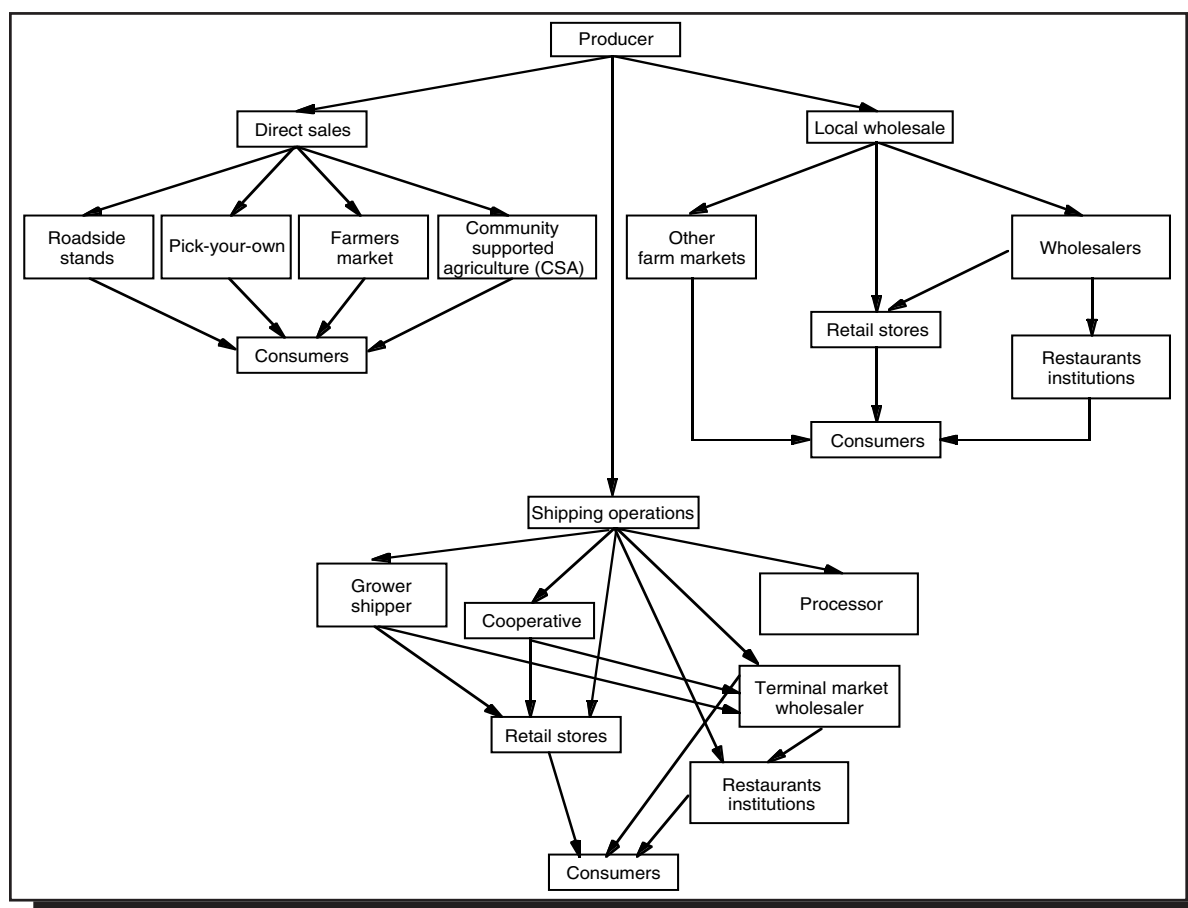 Producer
Direct sales
Local wholesale
Roadside
stands
Pick-your-own
Farmers
market
Community
supported
agriculture (CSA)
Other
farm markets
Wholesalers
Retail stores
Restaurants
institutions
Consumers
Consumers
Shipping operations
Grower
shipper
Cooperative
Processor
Terminal market
wholesaler
Retail stores
Restaurants
institutions
Consumers